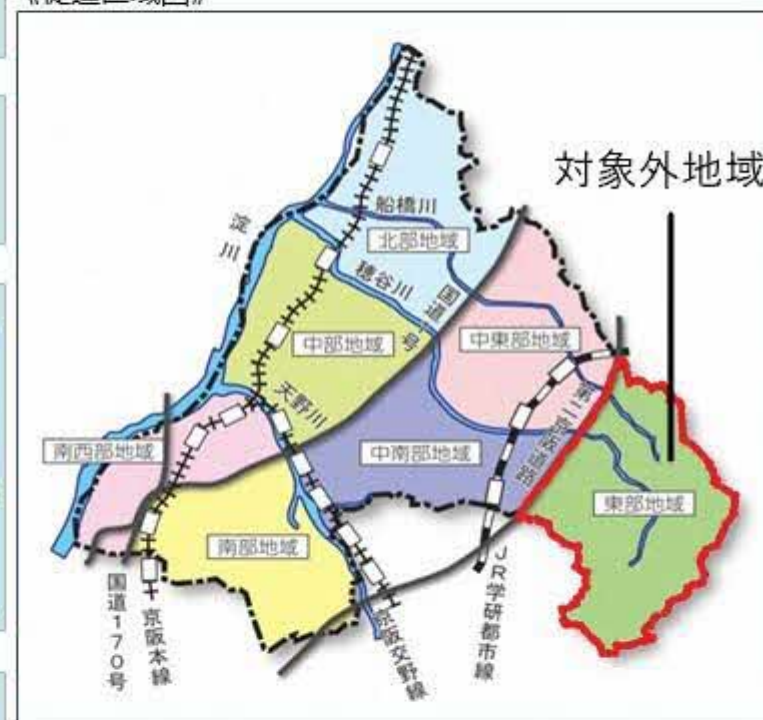 《促進区域図》
対象外地域
淀川
船橋川
北部地域
穂谷川
国道1号
中部地域
中東部地域
天野川
第二京阪道路
南西部地域
中南部地域
東部地域
南部地域
国道170号
京阪本線
京阪交野線
JR学研都市線